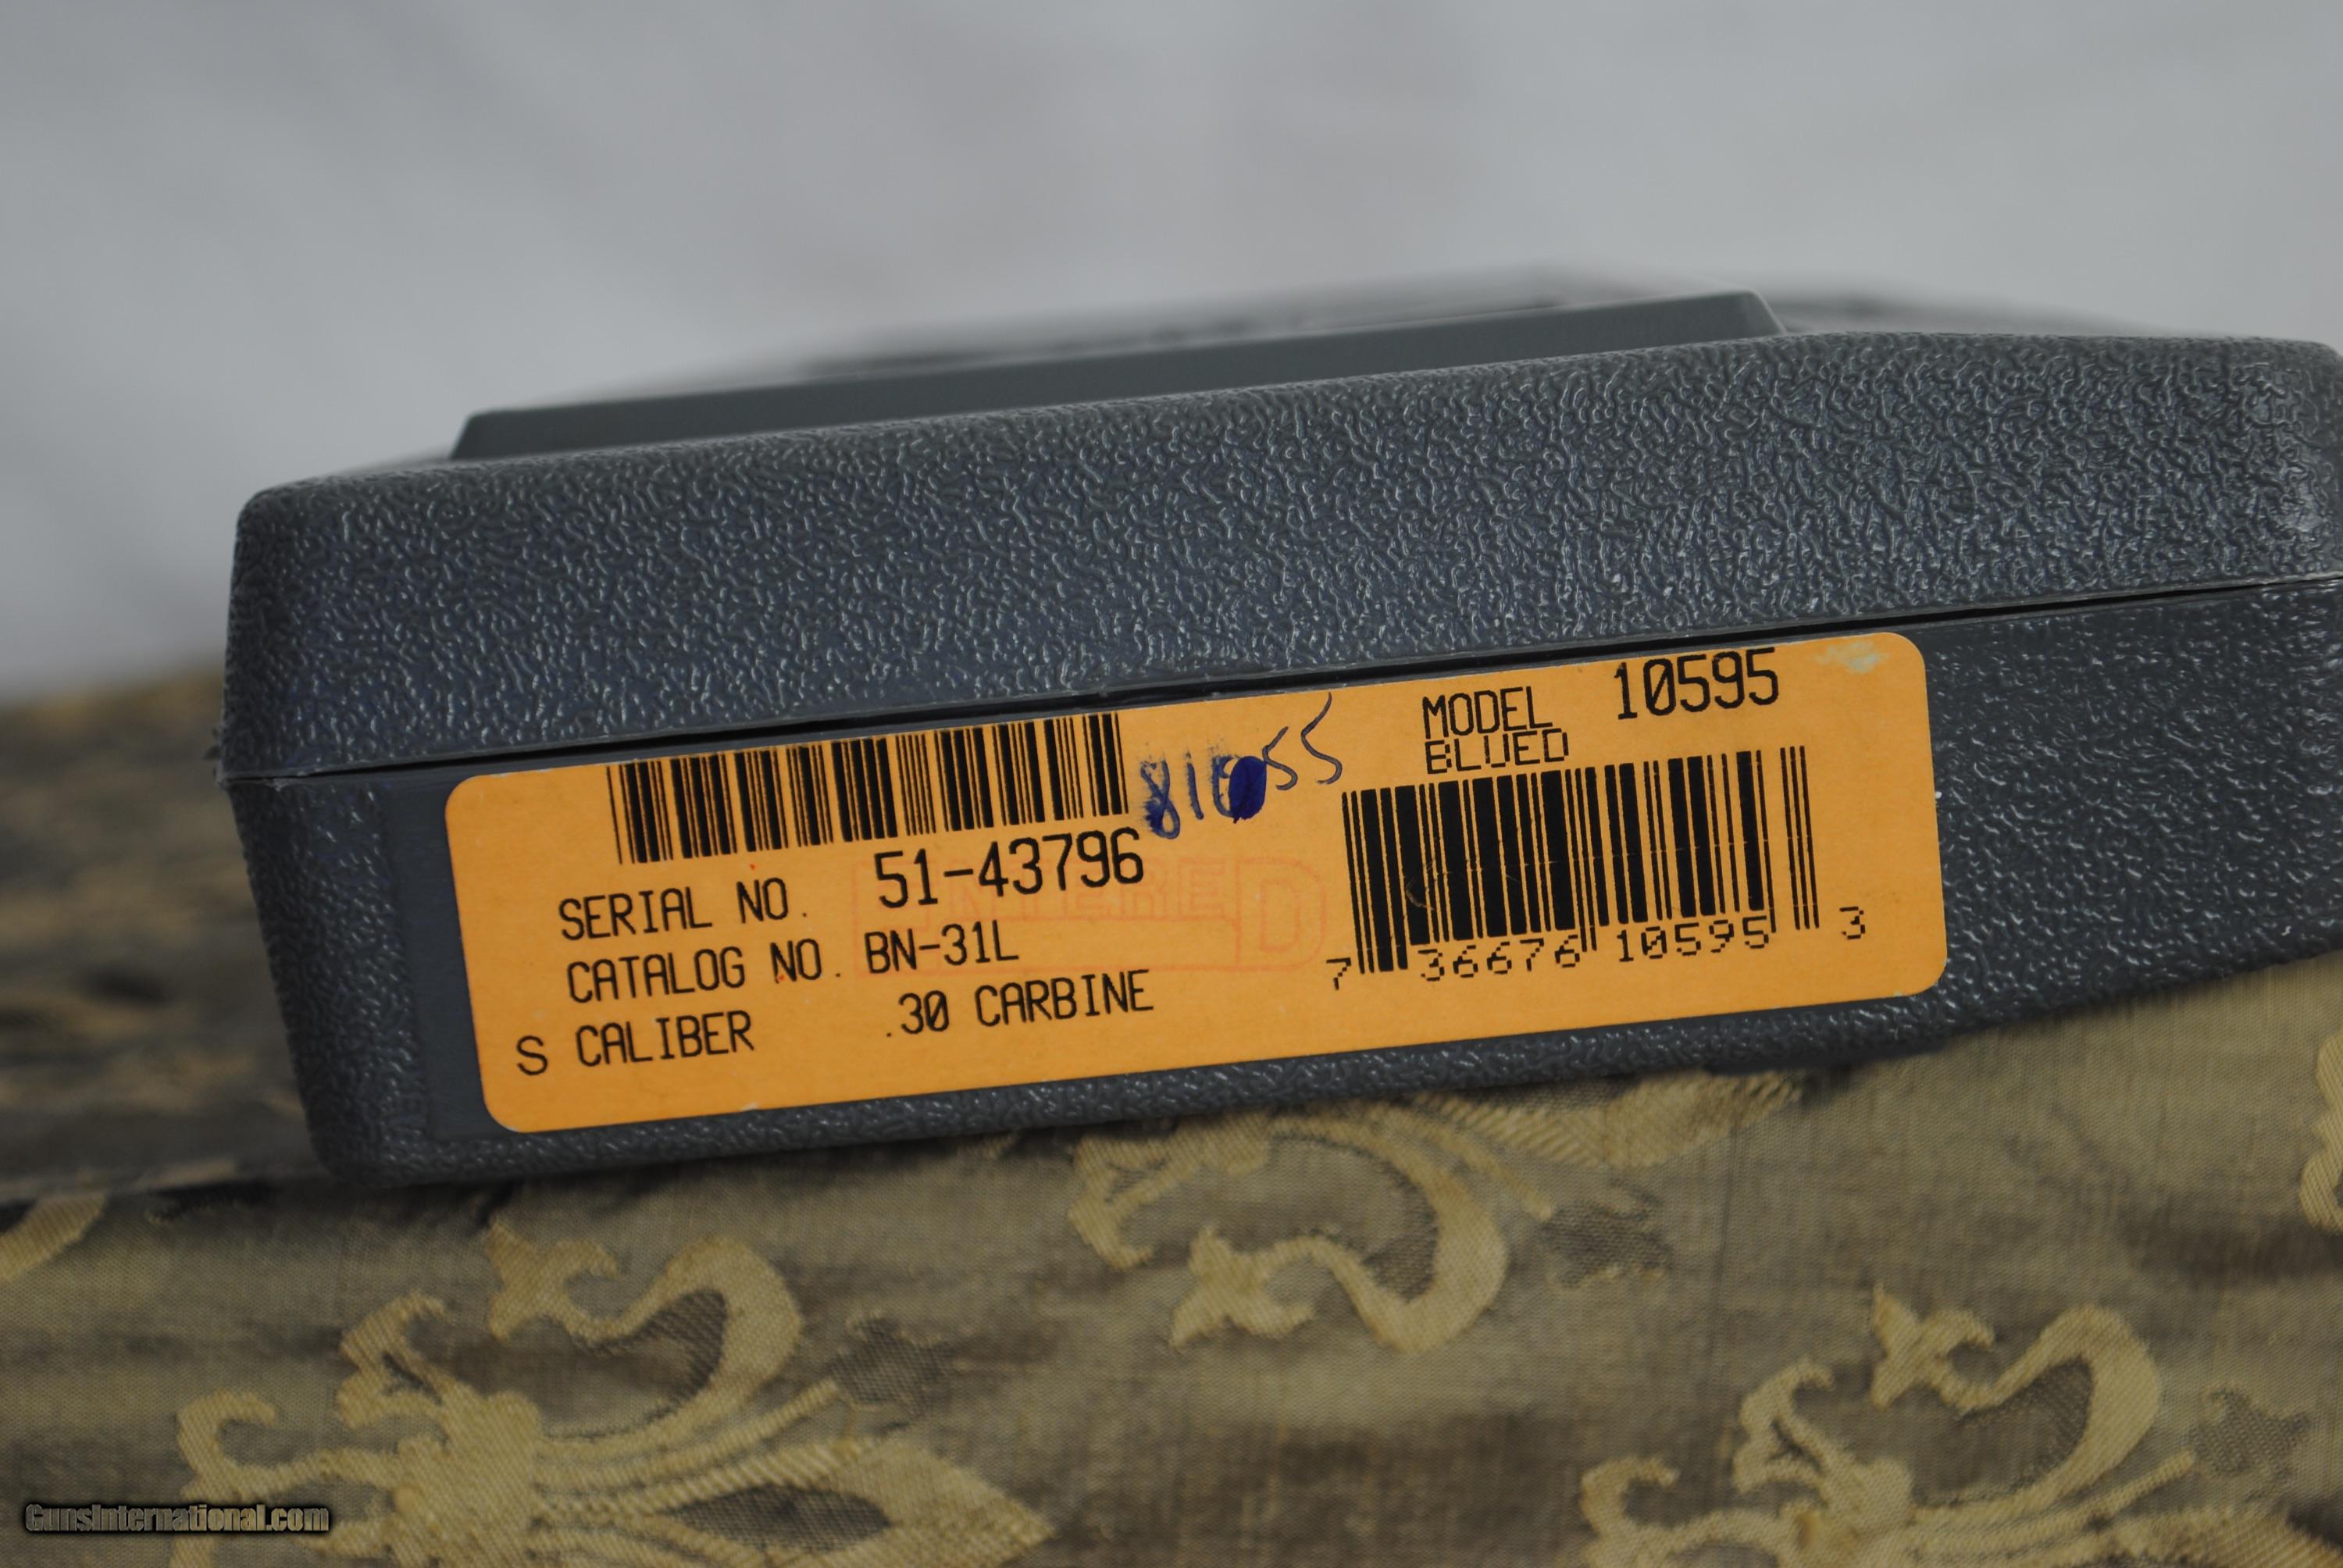 MODEL 10595
BLUED
SERIAL NO. 51-43796
ENTERED
CATALOG NO. BN-31L
S CALIBER .30 CARBINE
7 36676 10595 3
GunsInternational.com